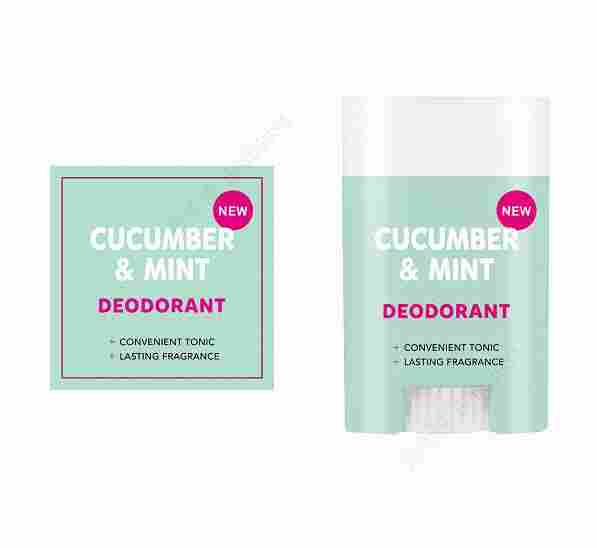 NEW
CUCUMBER
& MINT
DEODORANT
+ CONVENIENT TONIC
+ LASTING FRAGRANCE
NEW
CUCUMBER
& MINT
DEODORANT
+ CONVENIENT TONIC
+ LASTING FRAGRANCE